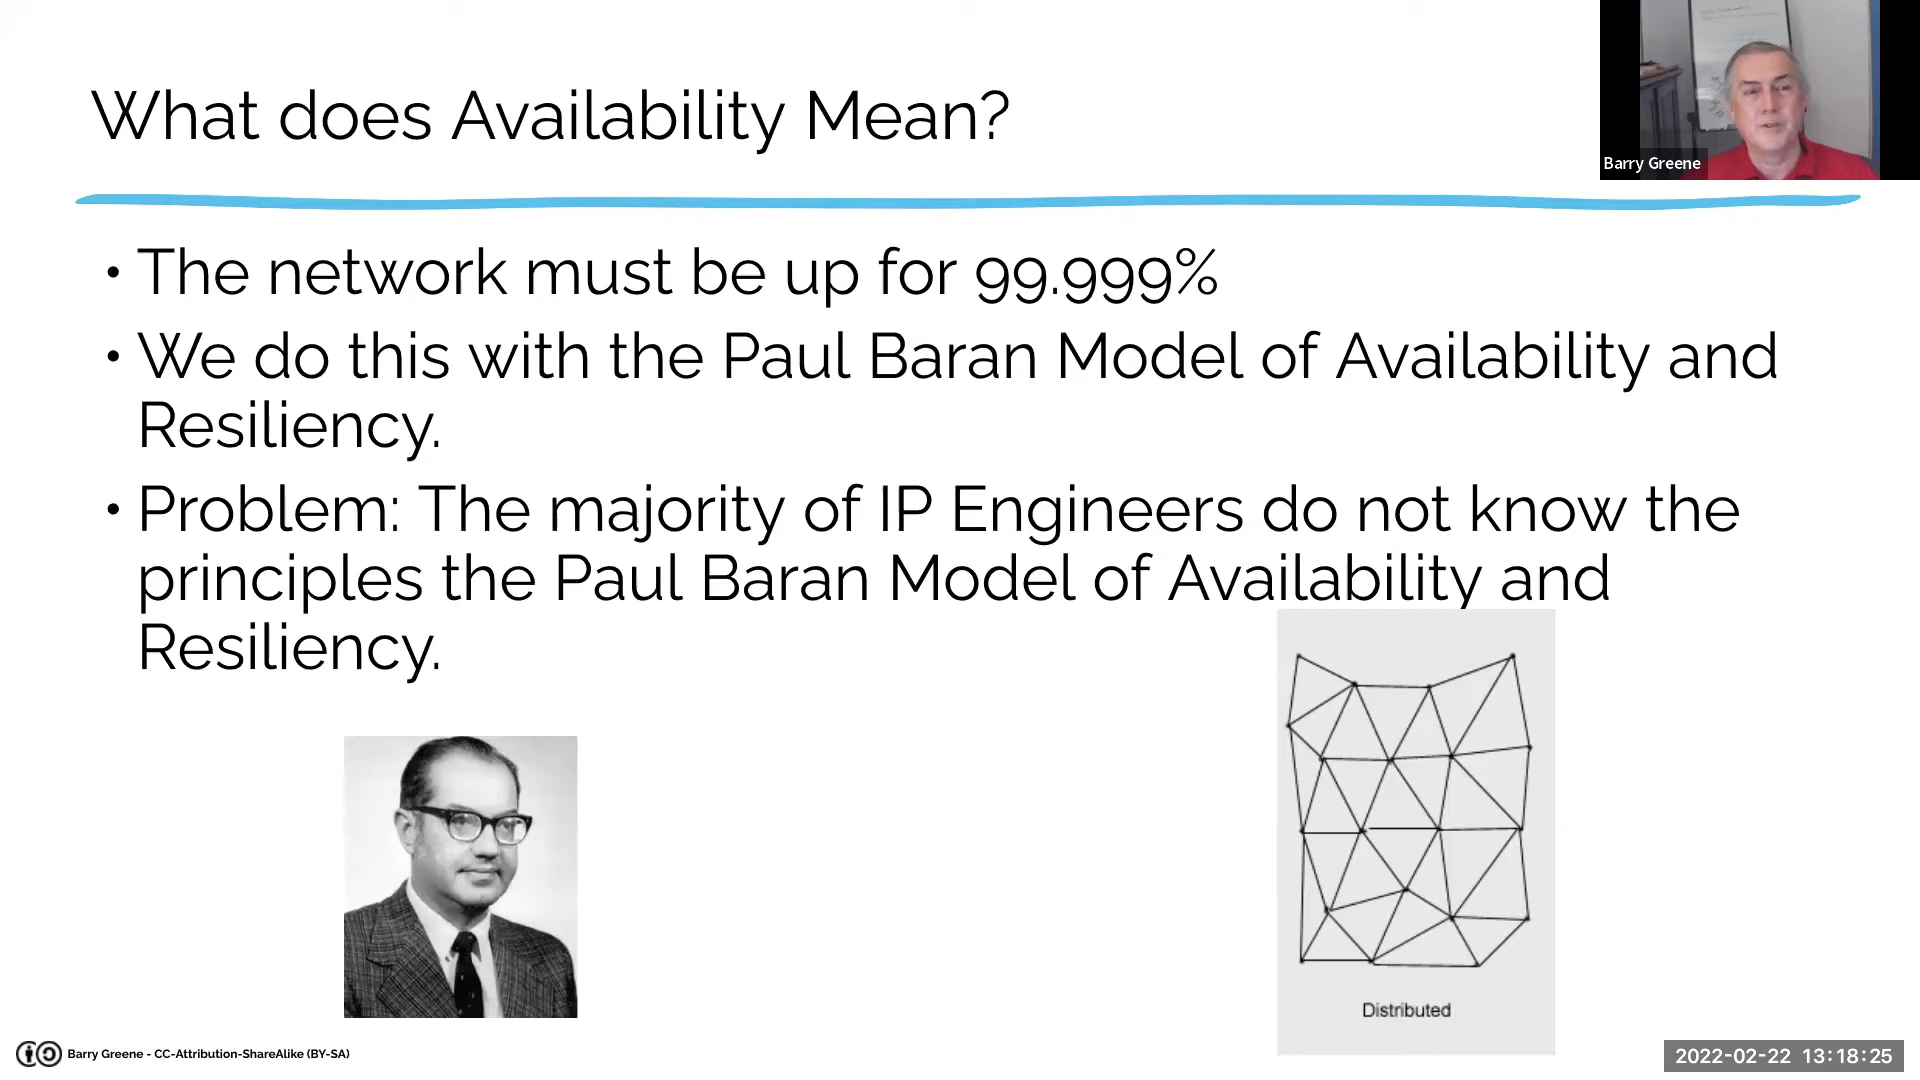 What does Availability Mean?
Barry Greene
• The network must be up for 99.999%
• We do this with the Paul Baran Model of Availability and
Resiliency.
• Problem: The majority of IP Engineers do not know the
principles the Paul Baran Model of Availability and
Resiliency.
Distributed
Barry Greene - CC-Attribution-ShareAlike (BY-SA)
2022-02-22 13:18:25